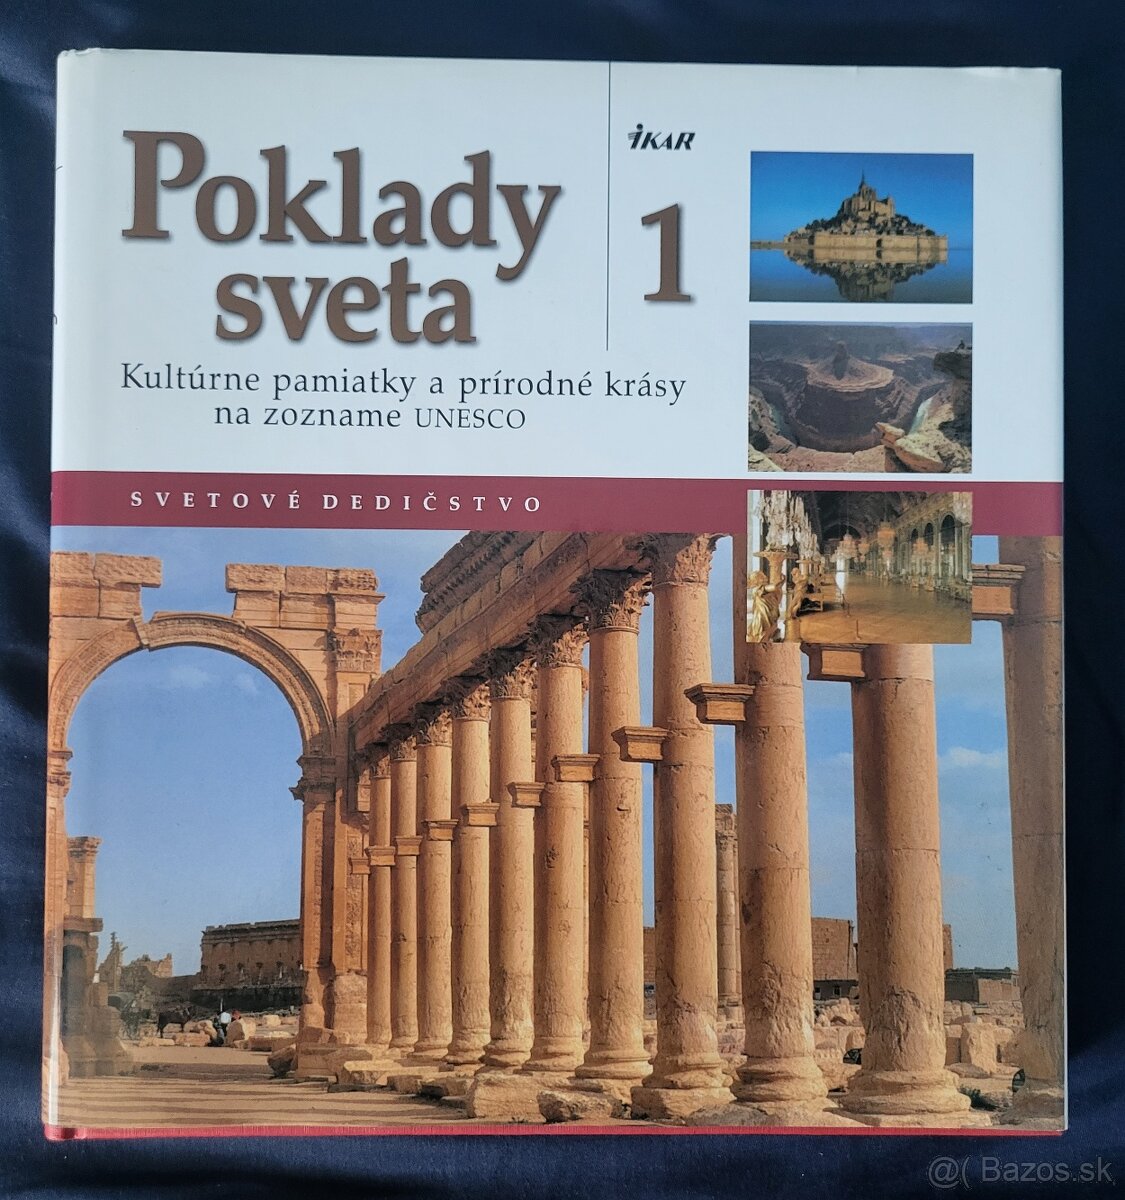 Poklady
sveta
IKAR
1
Kultúrne pamiatky a prírodné krásy
na zozname UNESCO
SVETOVÉ DEDIČSTVO
@( Bazos.sk